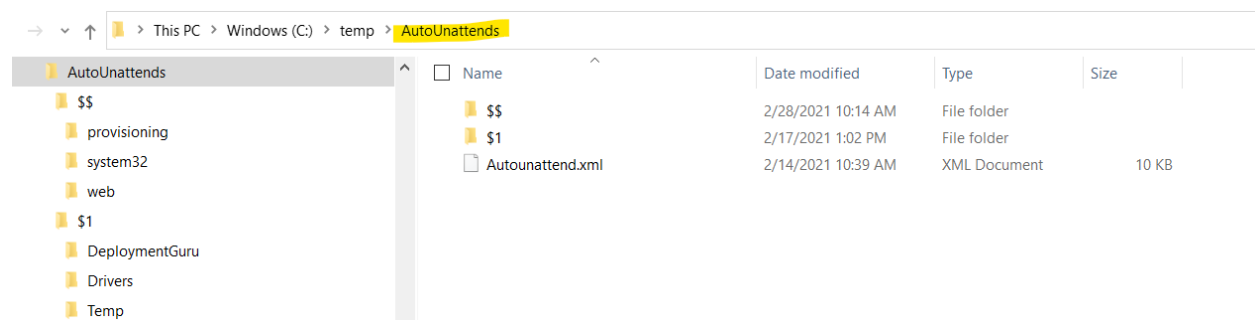 This PC > Windows (C:) > temp > AutoUnattends
AutoUnattends
$$
provisioning
system32
web
$1
DeploymentGuru
Drivers
Temp
Name Date modified Type Size
$$ 2/28/2021 10:14 AM File folder
$1 2/17/2021 1:02 PM File folder
Autounattend.xml 2/14/2021 10:39 AM XML Document 10 KB